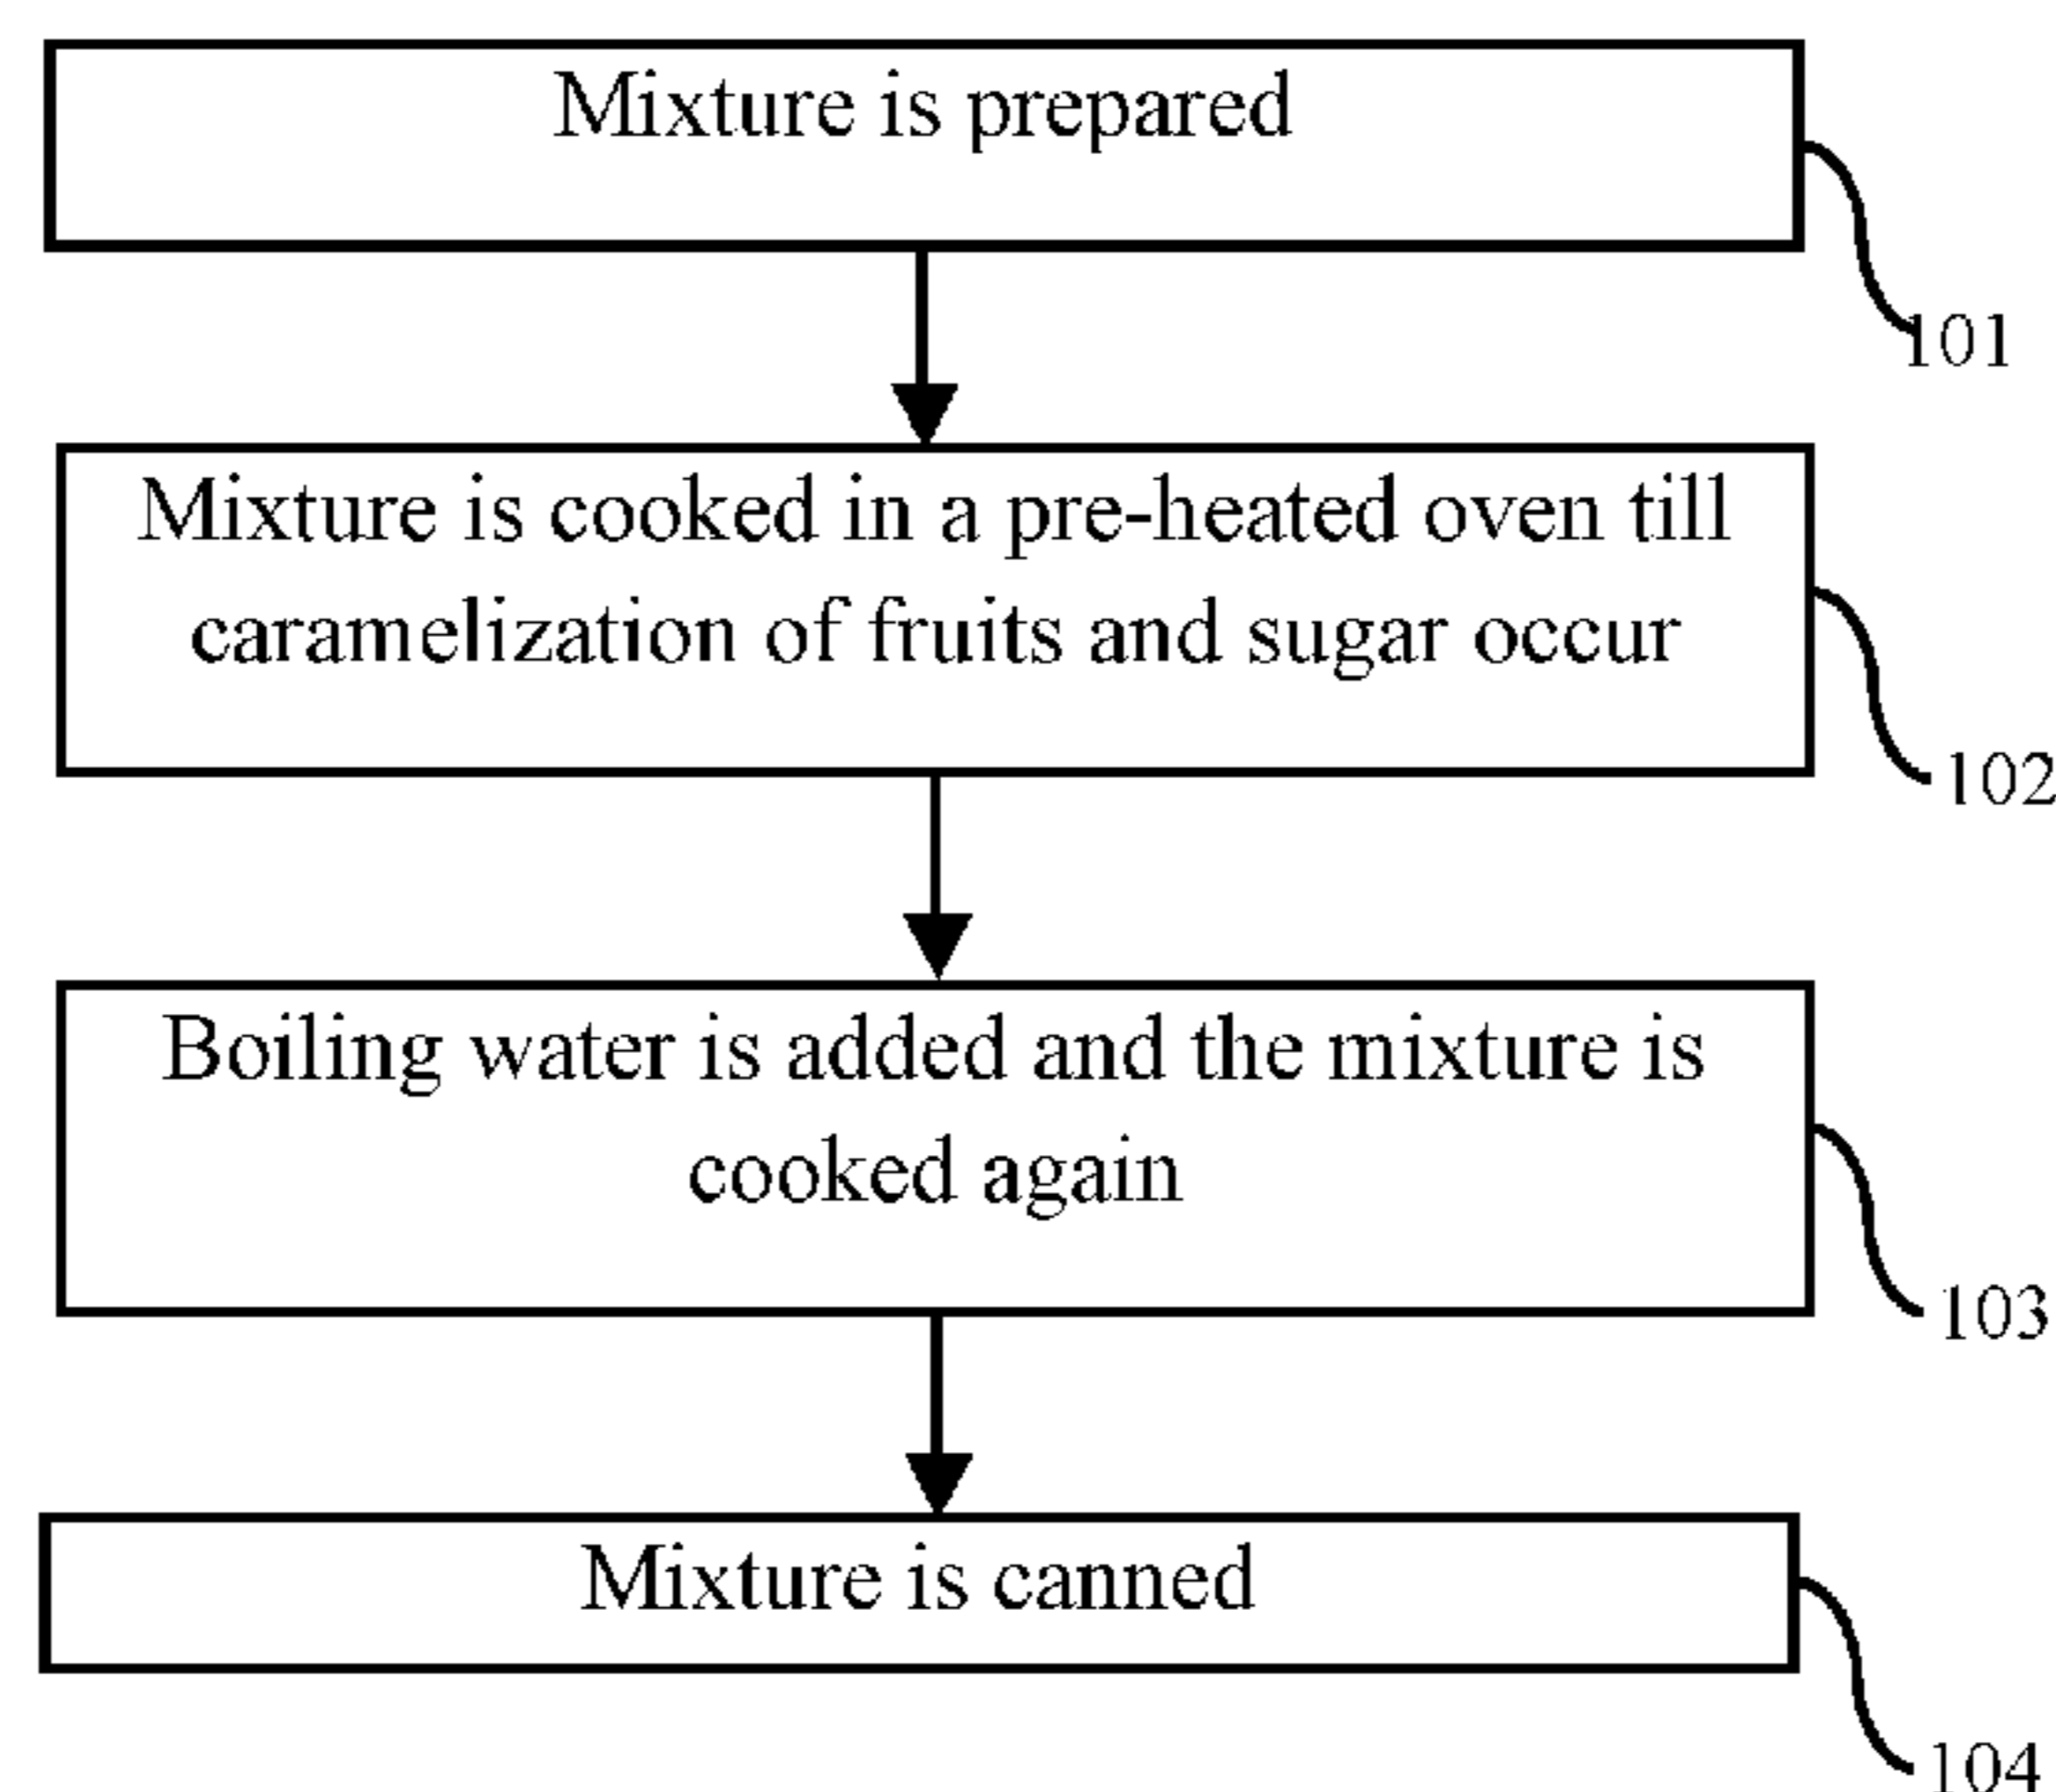 Mixture is prepared
101
Mixture is cooked in a pre-heated oven till
caramelization of fruits and sugar occur
102
Boiling water is added and the mixture is
cooked again
103
Mixture is canned
104